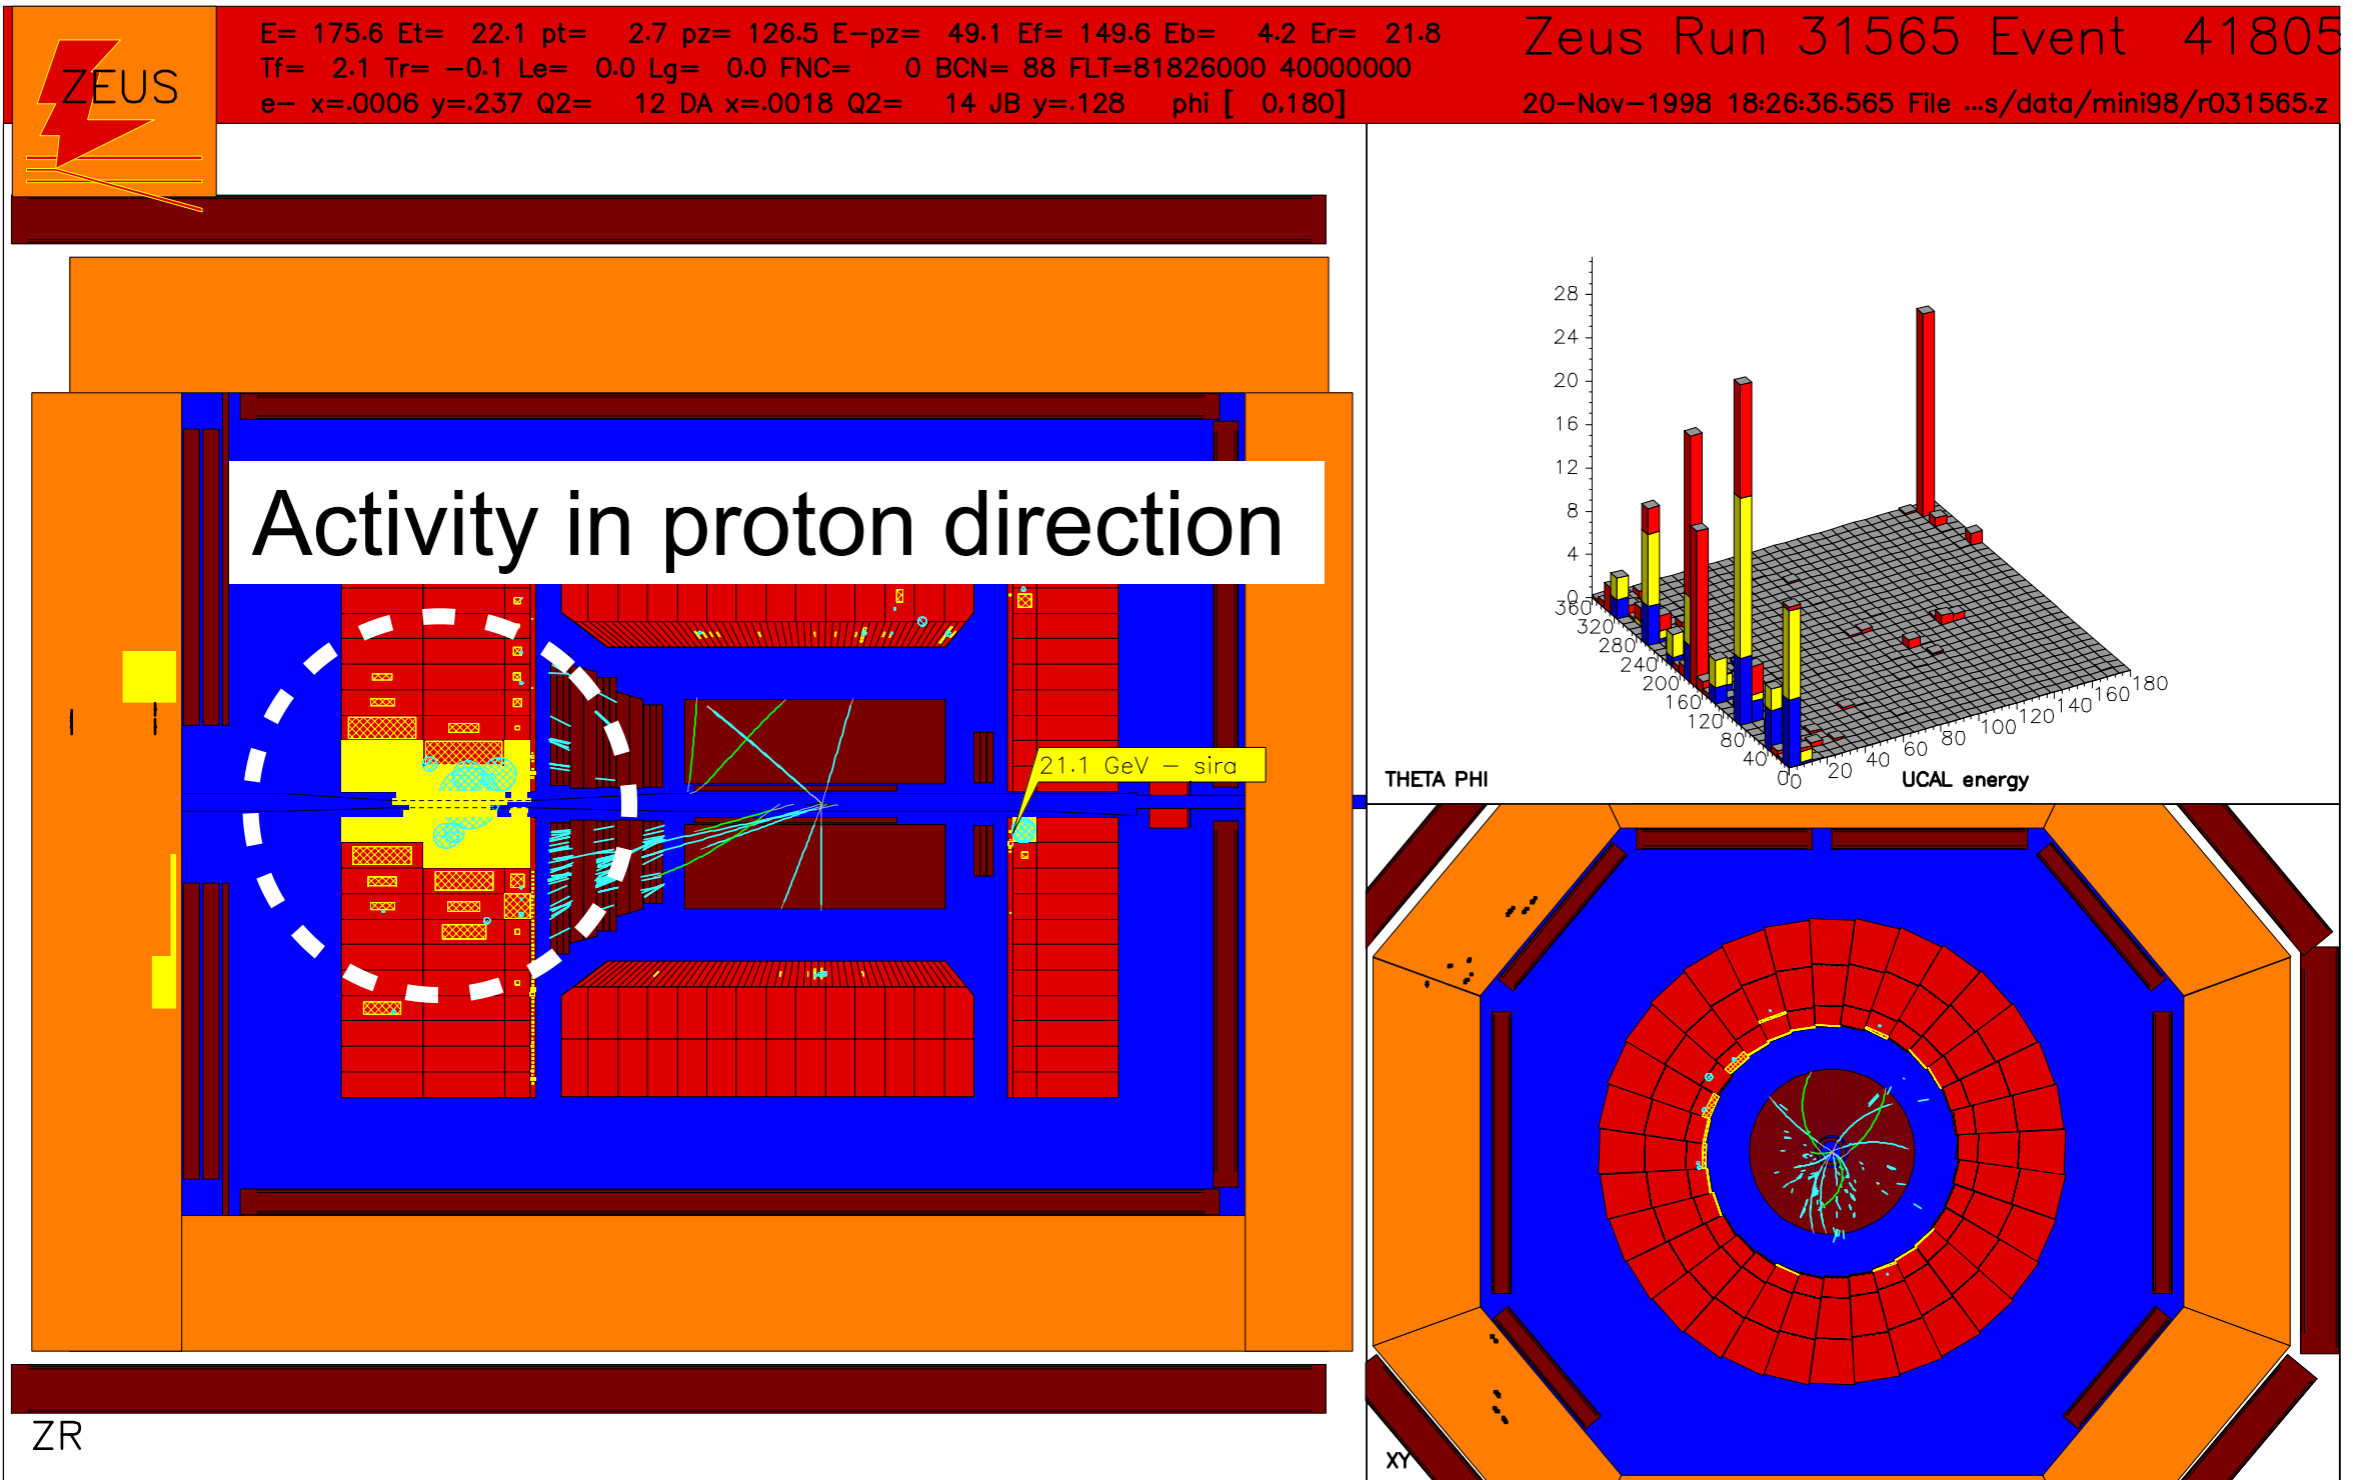 E= 175.6 Et= 22.1 pt= 2.7 pz= 126.5 E-pz= 49.1 Ef= 149.6 Eb= 4.2 Er= 21.8
Tf= 2.1 Tr= -0.1 Le= 0.0 Lg= 0.0 FNC= 0 BCN= 88 FLT=81826000 40000000
e- x=.0006 y=.237 Q2= 12 DA x=.0018 Q2= 14 JB y=.128 phi [ 0,180]
Zeus Run 31565 Event 41805
20-Nov-1998 18:26:36.565 File ...s/data/mini98/r031565.z
ZEUS
Activity in proton direction
21.1 GeV - sira
ZR
28
24
20
16
12
8
4
0
360
320
280
240
200
160
120
80
40
0
0
20
40
60
80
100
120
140
160
180
THETA PHI
UCAL energy
XY